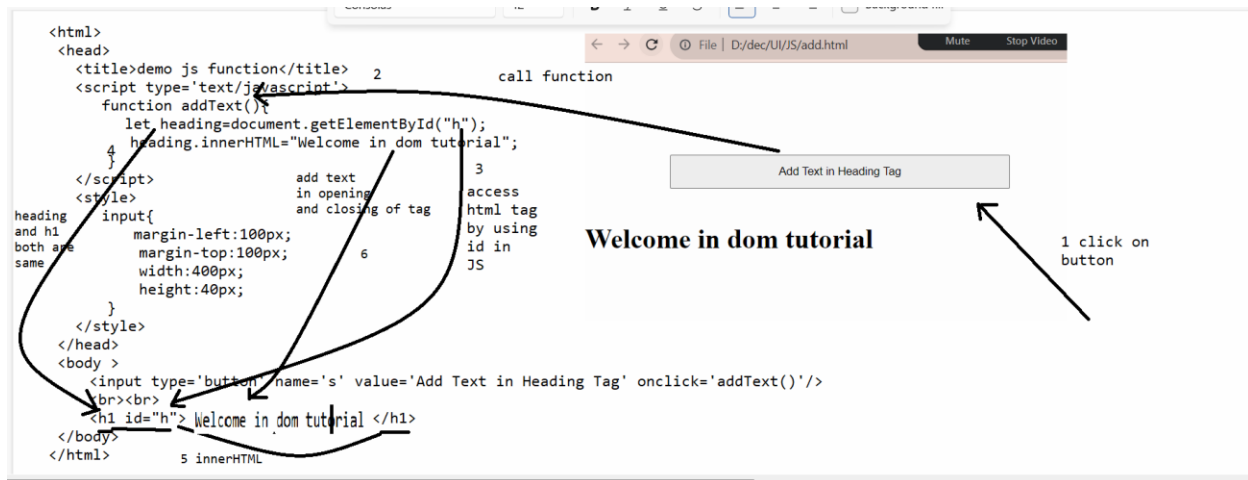 <html>
<head>
<title>demo js function</title>
<script type='text/javascript'>
function addText(){
let heading=document.getElementById("h");
heading.innerHTML="Welcome in dom tutorial";
}
</script>
<style>
input{
margin-left:100px;
margin-top:100px;
width:400px;
height:40px;
}
</style>
</head>
<body >
<input type='button' name='s' value='Add Text in Heading Tag' onclick='addText()'/>
<br><br>
<h1 id="h"> Welcome in dom tutorial </h1>
</body>
</html>
2
call function
4
3
access
html tag
by using
id in
JS
add text
in opening
and closing of tag
6
heading
and h1
both are
same
5 innerHTML
File | D:/dec/UI/JS/add.html
Mute Stop Video
Add Text in Heading Tag
Welcome in dom tutorial
1 click on
button